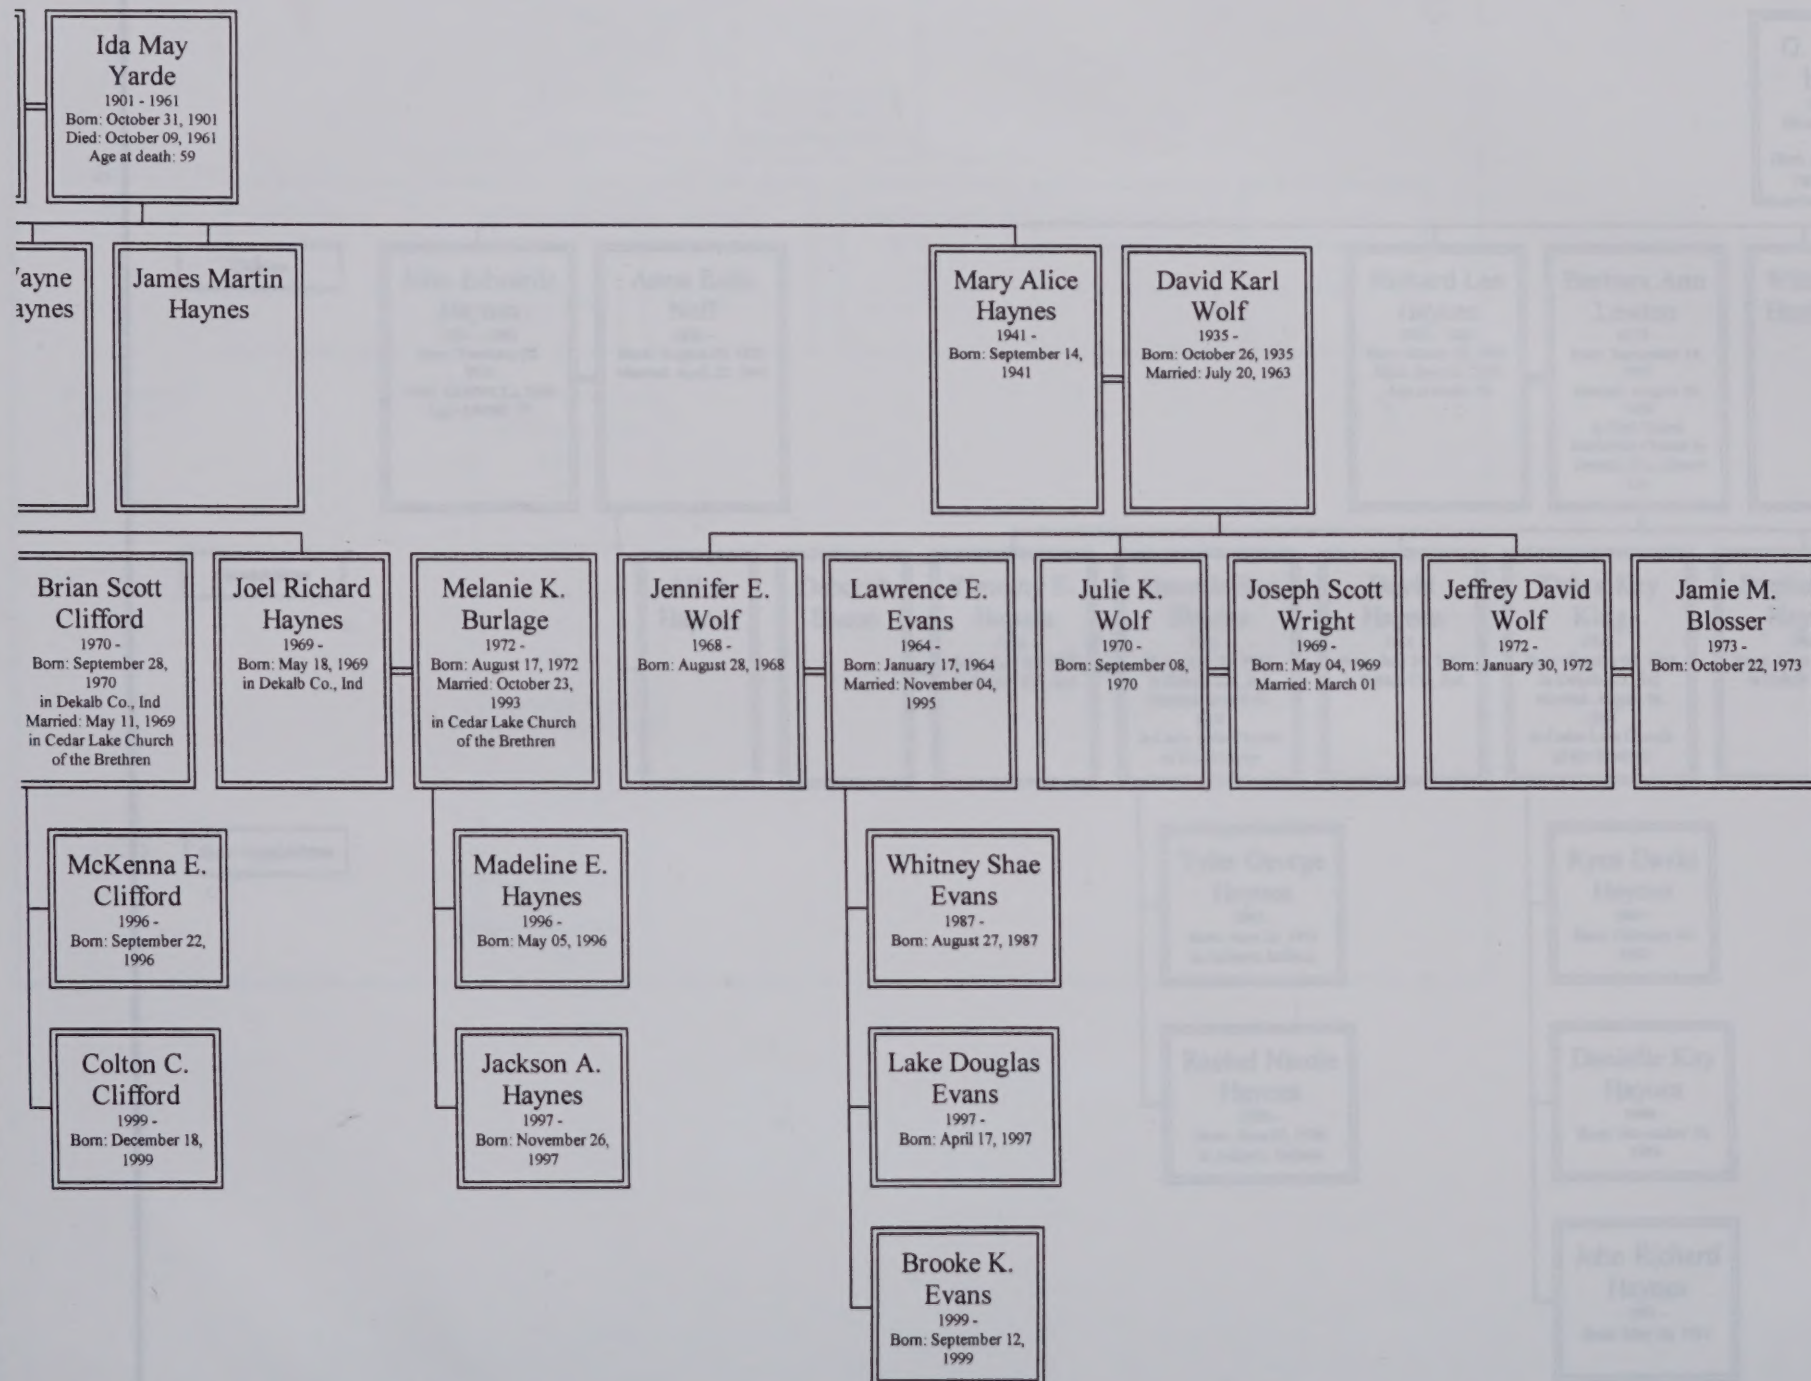 Ida May
Yarde
1901 - 1961
Born: October 31, 1901
Died: October 09, 1961
Age at death: 59
James Martin
Haynes
Mary Alice
Haynes
1941 -
Born: September 14,
1941
David Karl
Wolf
1935 -
Born: October 26, 1935
Married: July 20, 1963
Brian Scott
Clifford
1970 -
Born: September 28,
1970
in Dekalb Co., Ind
Married: May 11, 1969
in Cedar Lake Church
of the Brethren
Joel Richard
Haynes
1969 -
Born: May 18, 1969
in Dekalb Co., Ind
Melanie K.
Burlage
1972 -
Born: August 17, 1972
Married: October 23,
1993
in Cedar Lake Church
of the Brethren
Jennifer E.
Wolf
1968 -
Born: August 28, 1968
Lawrence E.
Evans
1964 -
Born: January 17, 1964
Married: November 04,
1995
Julie K.
Wolf
1970 -
Born: September 08,
1970
Joseph Scott
Wright
1969 -
Born: May 04, 1969
Married: March 01
Jeffrey David
Wolf
1972 -
Born: January 30, 1972
Jamie M.
Blosser
1973 -
Born: October 22, 1973
McKenna E.
Clifford
1996 -
Born: September 22,
1996
Madeline E.
Haynes
1996 -
Born: May 05, 1996
Whitney Shae
Evans
1987 -
Born: August 27, 1987
Colton C.
Clifford
1999 -
Born: December 18,
1999
Jackson A.
Haynes
1997 -
Born: November 26,
1997
Lake Douglas
Evans
1997 -
Born: April 17, 1997
Brooke K.
Evans
1999 -
Born: September 12,
1999